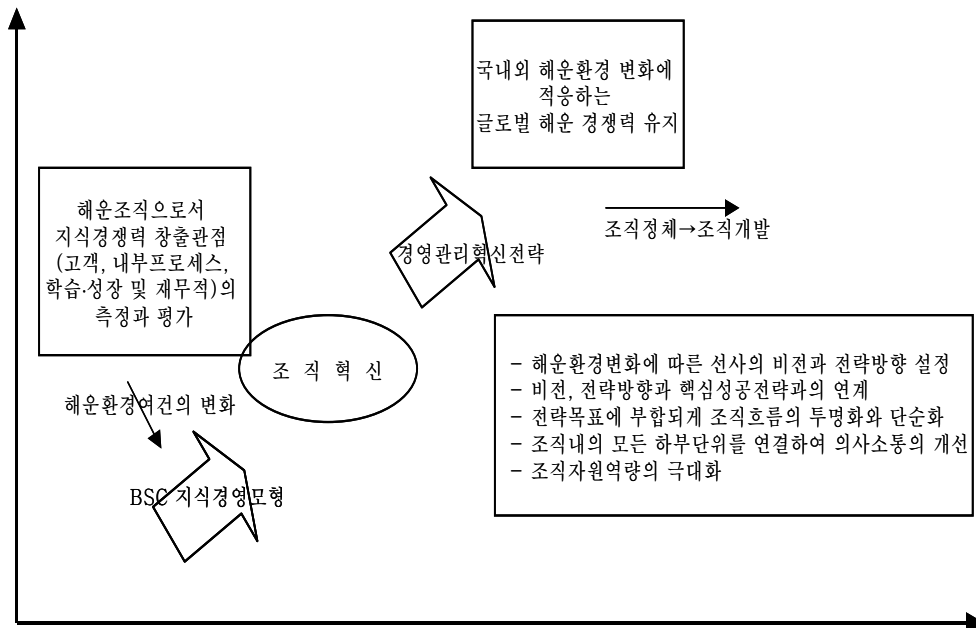 국내외 해운환경 변화에
적응하는
글로벌 해운 경쟁력 유지
해운조직으로서
지식경쟁력 창출관점
(고객, 내부프로세스,
학습·성장 및 재무적)의
측정과 평가
조직정체→조직개발
경영관리혁신전략
조 직 혁 신
해운환경여건의 변화
BSC 지식경영모형
- 해운환경변화에 따른 선사의 비전과 전략방향 설정
- 비전, 전략방향과 핵심성공전략과의 연계
- 전략목표에 부합되게 조직흐름의 투명화와 단순화
- 조직내의 모든 하부단위를 연결하여 의사소통의 개선
- 조직자원역량의 극대화